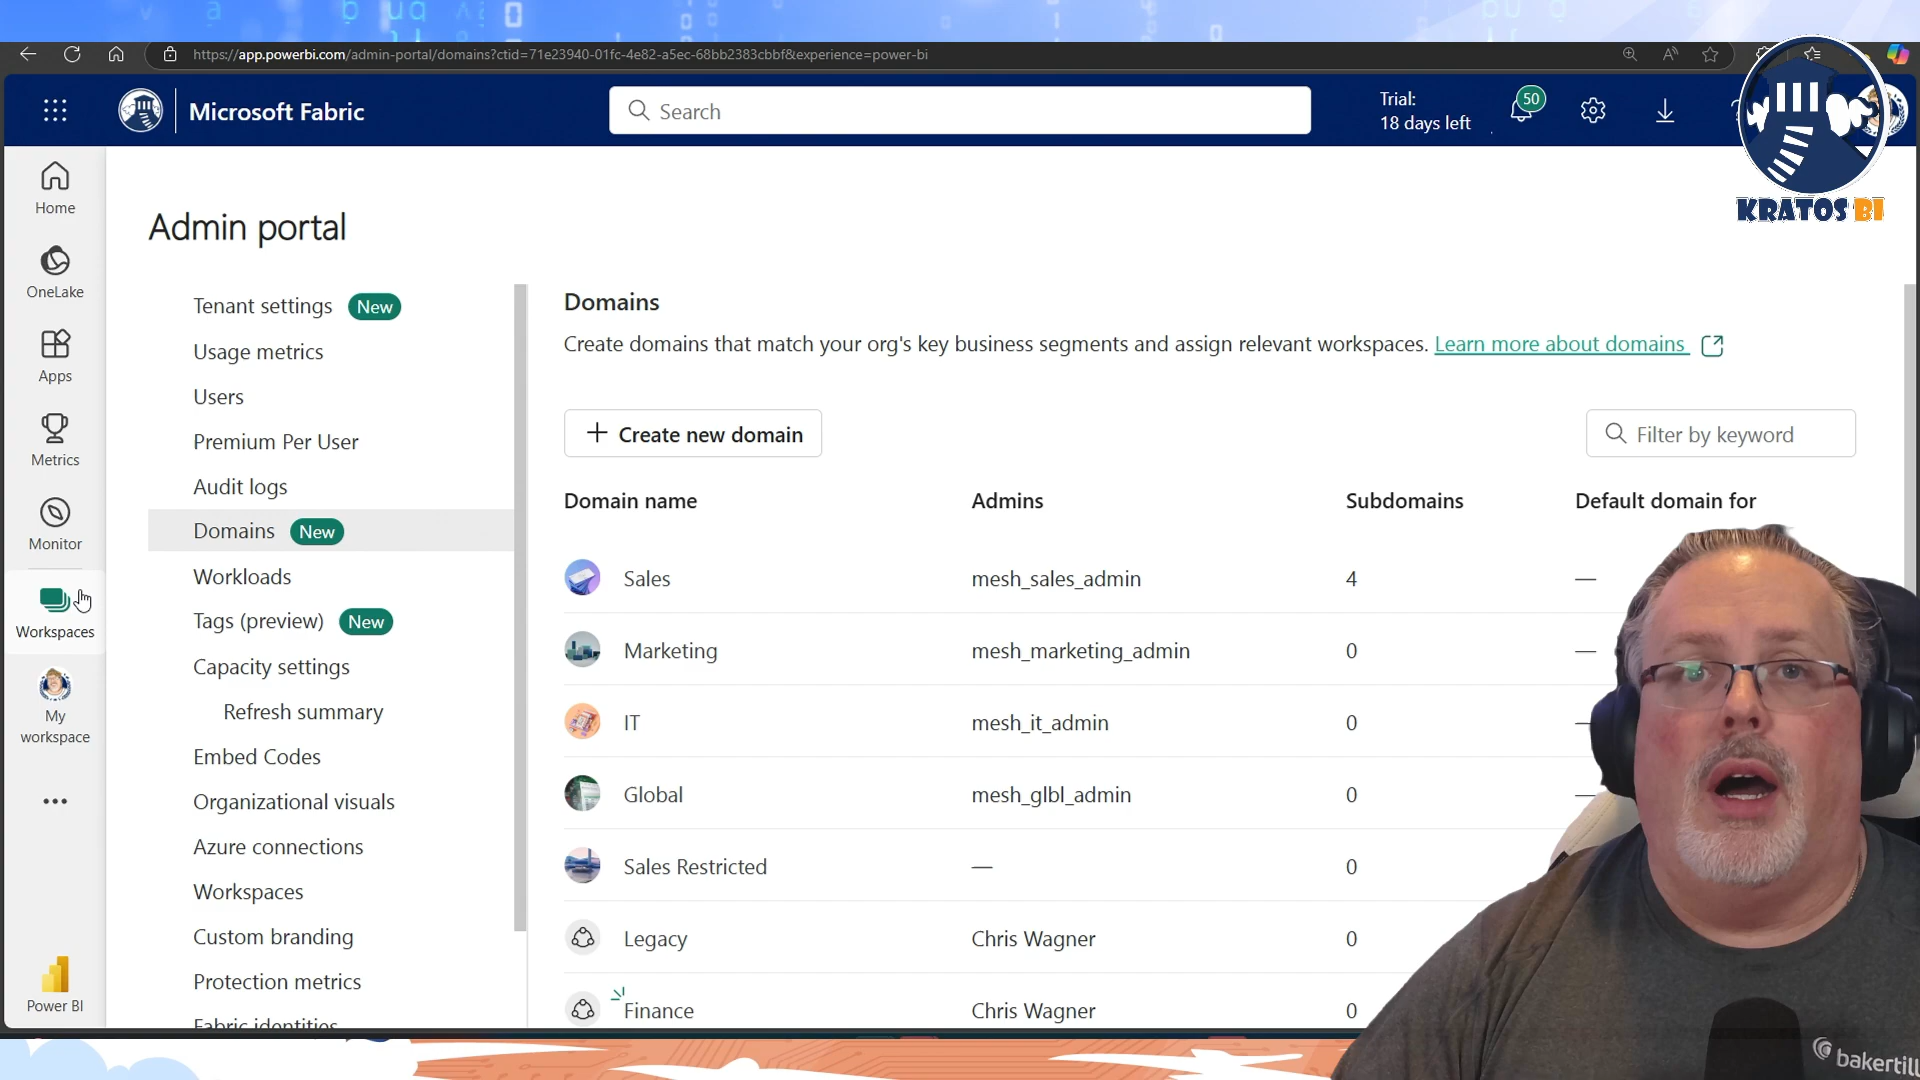 https://app.powerbi.com/admin-portal/domains?ctid=71e23940-01fc-4e82-a5ec-68bb2383cbbf&experience=power-bi
Microsoft Fabric
Search
Trial:
18 days left
50
KRATOS BI
Home
OneLake
Apps
Metrics
Monitor
Workspaces
My
workspace
Power BI
Admin portal
Tenant settings New
Usage metrics
Users
Premium Per User
Audit logs
Domains New
Workloads
Tags (preview) New
Capacity settings
Refresh summary
Embed Codes
Organizational visuals
Azure connections
Workspaces
Custom branding
Protection metrics
Fabric identities
Domains
Create domains that match your org's key business segments and assign relevant workspaces. Learn more about domains
+ Create new domain
Filter by keyword
Domain name Admins Subdomains Default domain for
Sales mesh_sales_admin 4 —
Marketing mesh_marketing_admin 0 —
IT mesh_it_admin 0 —
Global mesh_glbl_admin 0 —
Sales Restricted — 0
Legacy Chris Wagner 0
Finance Chris Wagner 0
bakertill